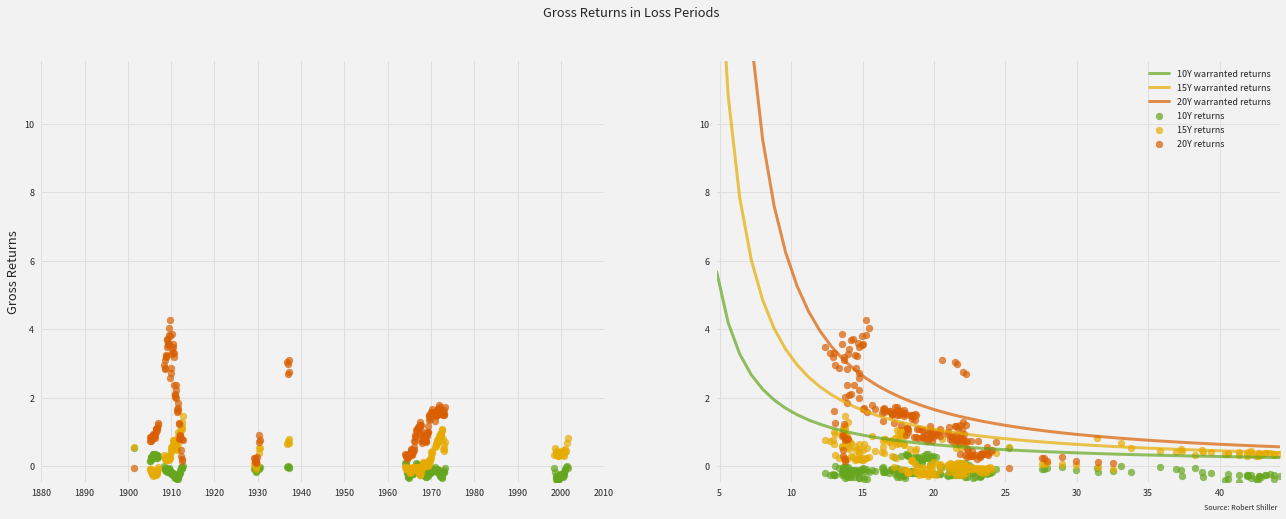 Gross Returns in Loss Periods
Gross Returns
10
8
6
4
2
0
1880 1890 1900 1910 1920 1930 1940 1950 1960 1970 1980 1990 2000 2010
10Y warranted returns
15Y warranted returns
20Y warranted returns
10Y returns
15Y returns
20Y returns
10
8
6
4
2
0
5 10 15 20 25 30 35 40
Source: Robert Shiller